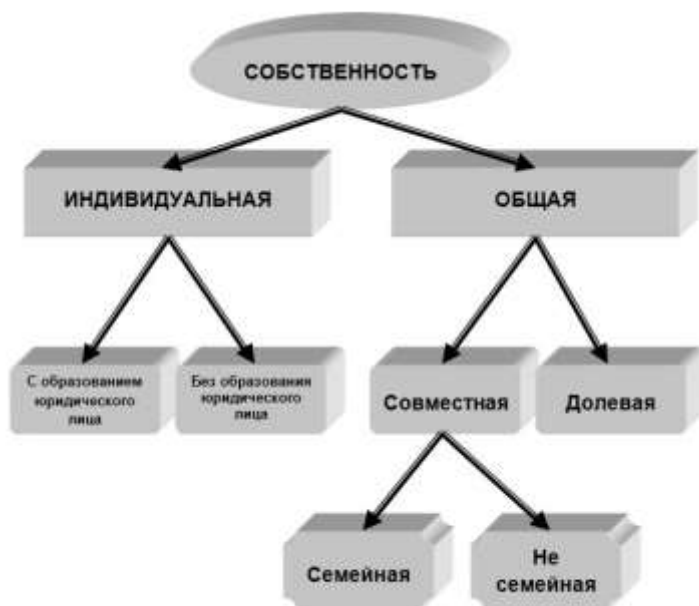 СОБСТВЕННОСТЬ
ИНДИВИДУАЛЬНАЯ
ОБЩАЯ
С образованием
юридического
лица
Без образования
юридического
лица
Совместная
Долевая
Семейная
Не
семейная